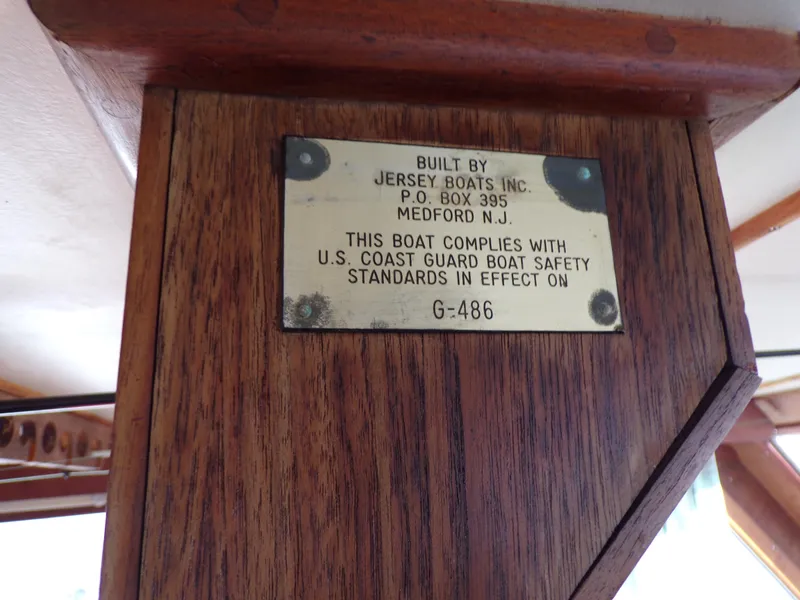 BUILT BY
JERSEY BOATS INC.
P.O. BOX 395
MEDFORD N.J.
THIS BOAT COMPLIES WITH
U.S. COAST GUARD BOAT SAFETY
STANDARDS IN EFFECT ON
G-486